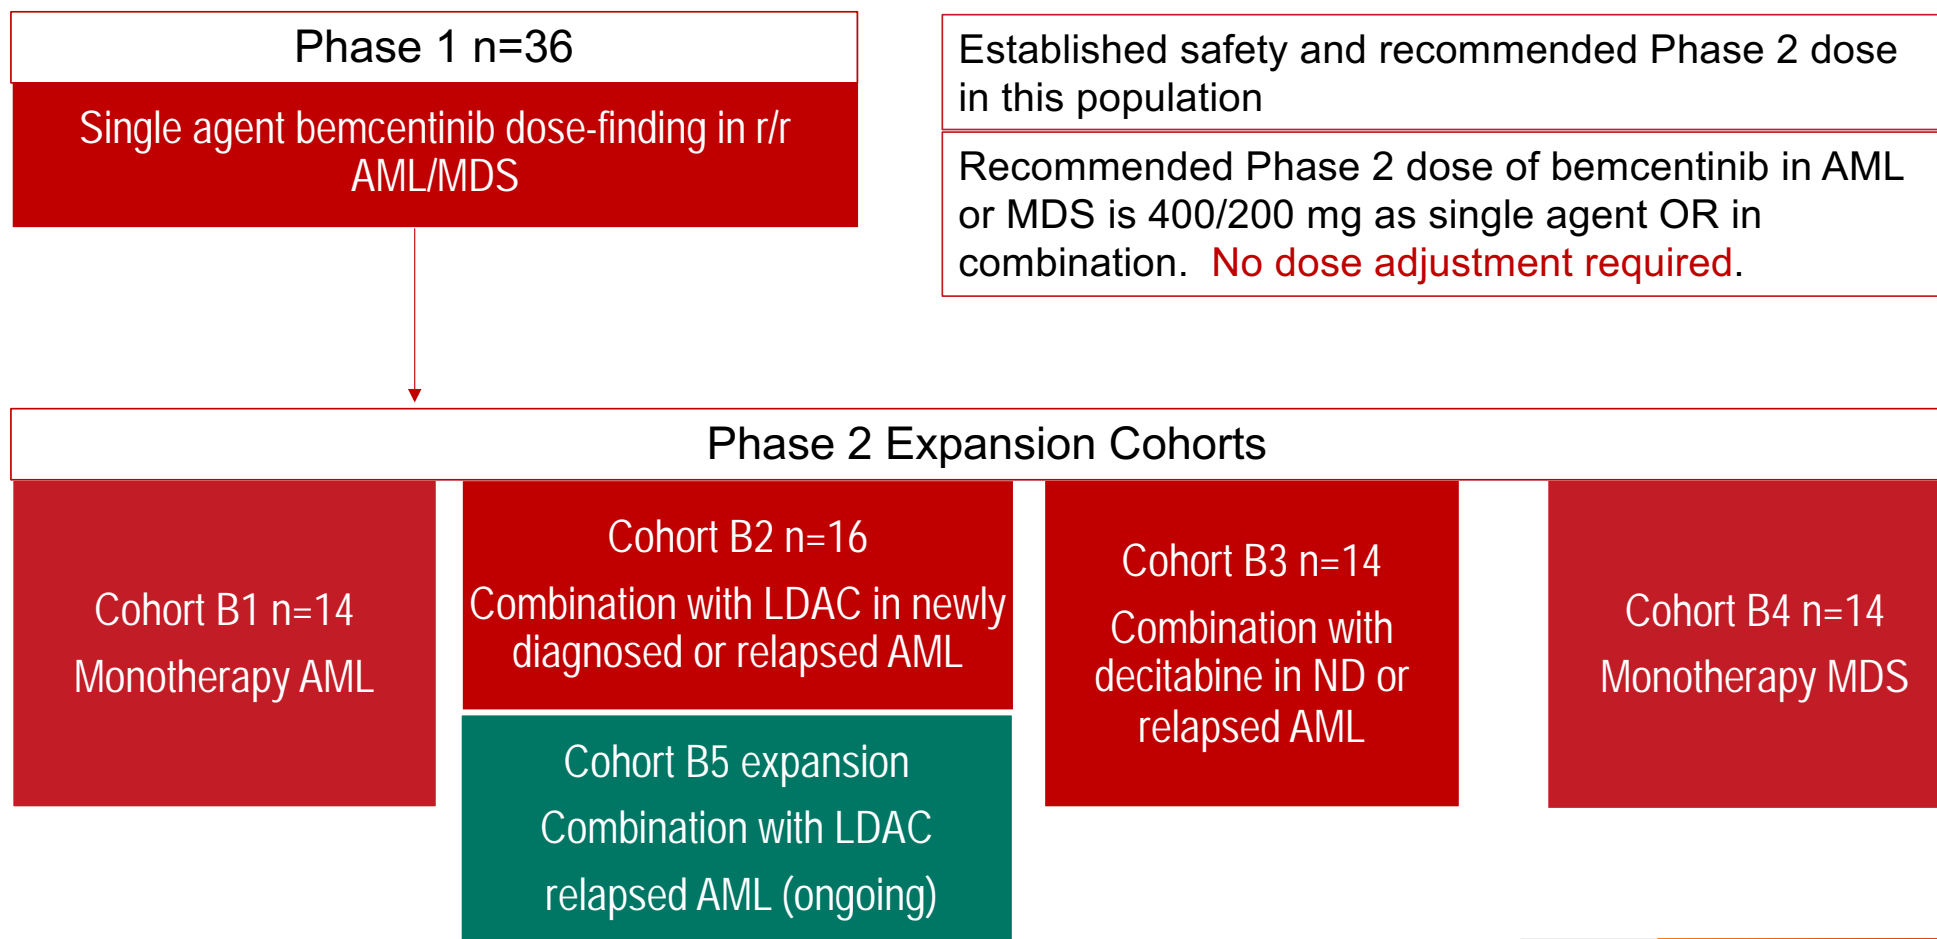 Phase 1 n=36
Single agent bemcentinib dose-finding in r/r
AML/MDS
Established safety and recommended Phase 2 dose
in this population
Recommended Phase 2 dose of bemcentinib in AML
or MDS is 400/200 mg as single agent OR in
combination.  No dose adjustment required.
Phase 2 Expansion Cohorts
Cohort B1 n=14
Monotherapy AML
Cohort B2 n=16
Combination with LDAC in newly
diagnosed or relapsed AML
Cohort B5 expansion
Combination with LDAC
relapsed AML (ongoing)
Cohort B3 n=14
Combination with
decitabine in ND or
relapsed AML
Cohort B4 n=14
Monotherapy MDS